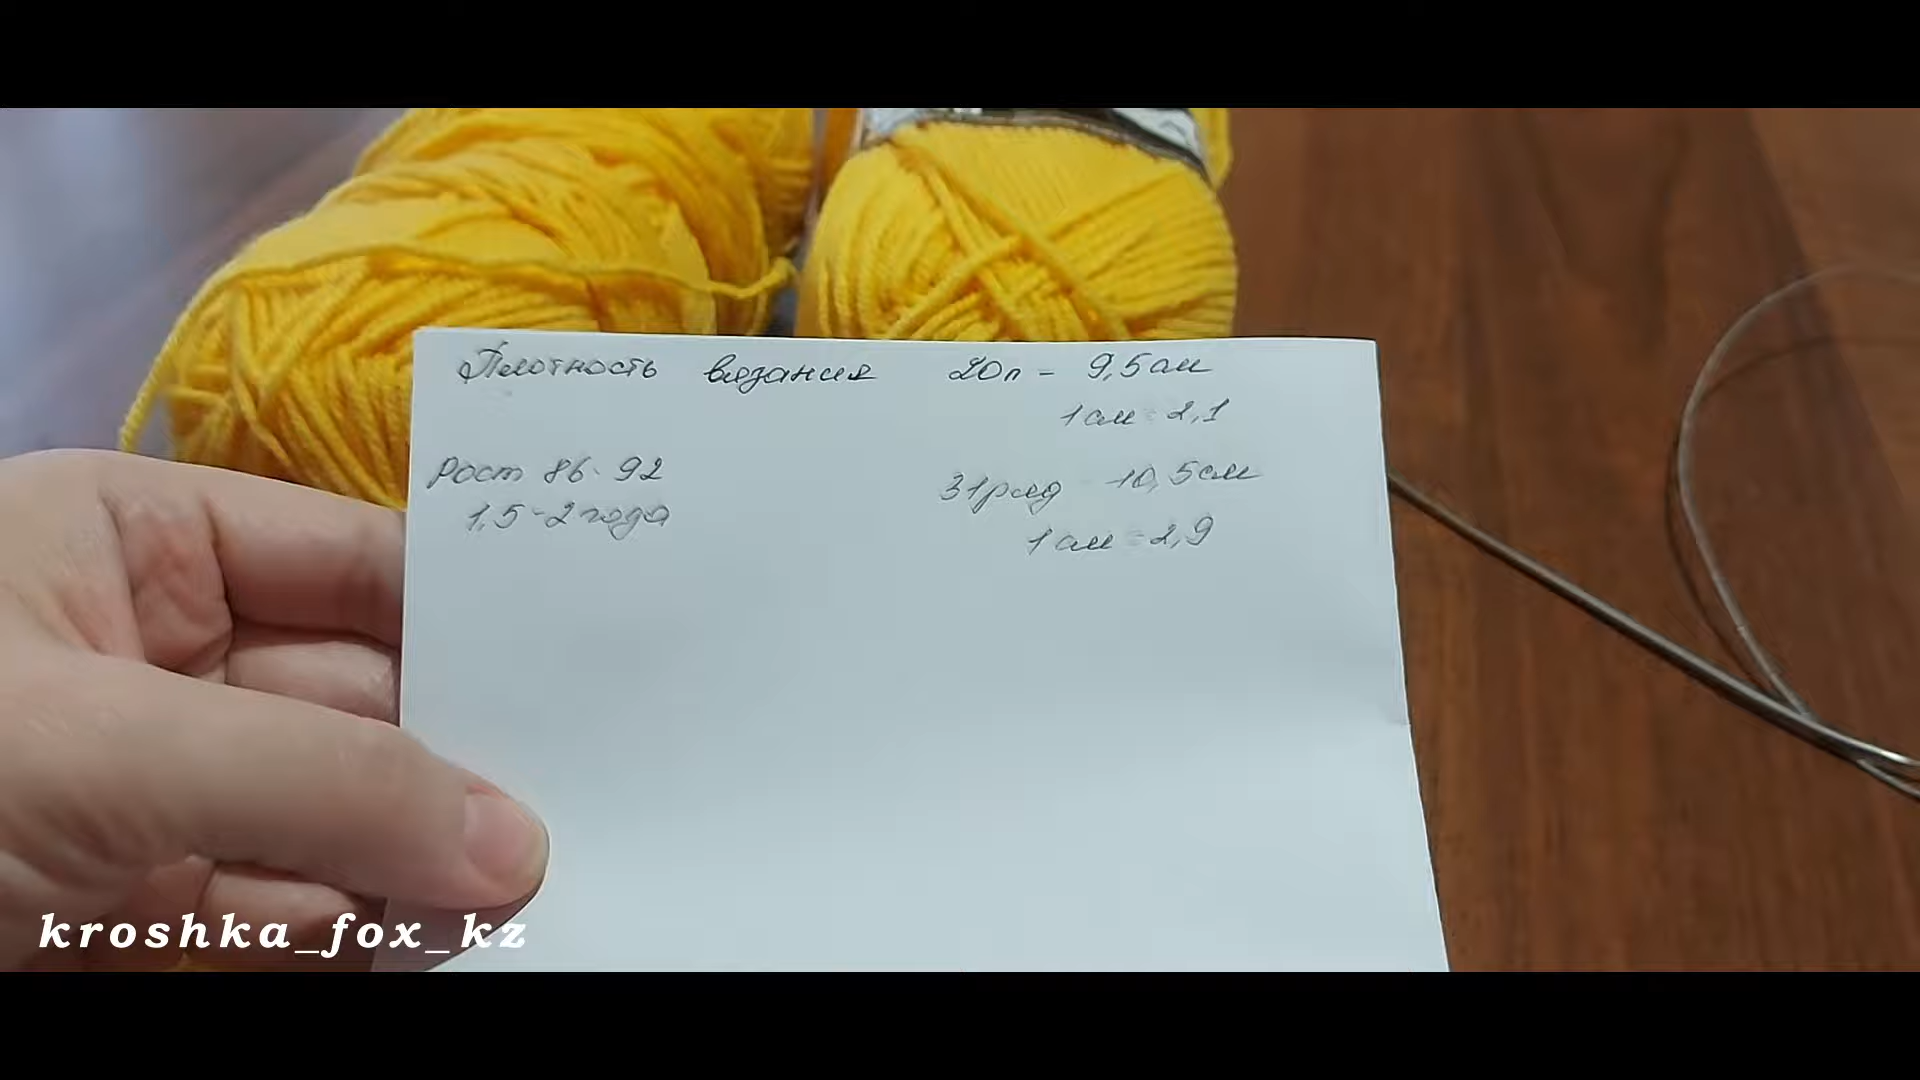 Плотность вязания 20п - 9,5см
1см = 2,1
Рост 86-92
31ряд - 10,5см
1,5-2 года
1см = 2,9
kroshka_fox_kz